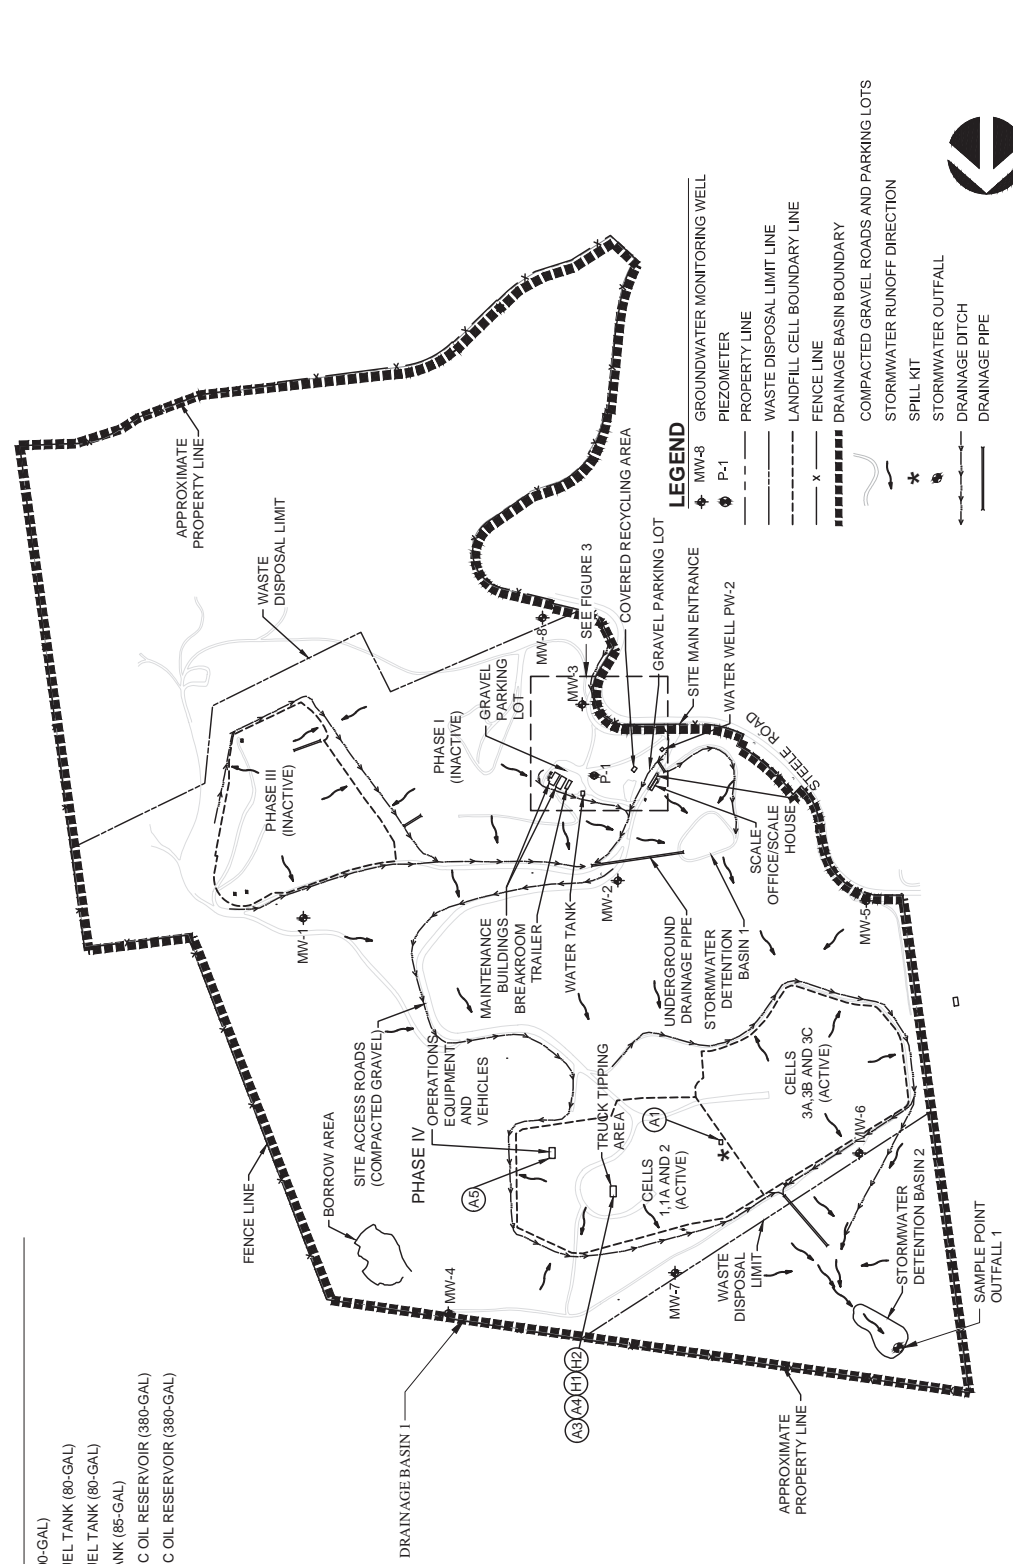 0-GAL)
EL TANK (80-GAL)
EL TANK (80-GAL)
NK (85-GAL)
C OIL RESERVOIR (380-GAL)
C OIL RESERVOIR (380-GAL)
APPROXIMATE
PROPERTY LINE
WASTE
DISPOSAL LIMIT
PHASE III
(INACTIVE)
PHASE I
(INACTIVE)
GRAVEL
PARKING
LOT
MW-8
MW-3
SEE FIGURE 3
COVERED RECYCLING AREA
GRAVEL PARKING LOT
SITE MAIN ENTRANCE
WATER WELL PW-2
STEELE ROAD
P-1
MW-1
MW-2
MAINTENANCE
BUILDINGS
BREAKROOM
TRAILER
WATER TANK
UNDERGROUND
DRAINAGE PIPE
STORMWATER
DETENTION
BASIN 1
SCALE-
OFFICE/SCALE
HOUSE
MW-5
FENCE LINE
BORROW AREA
SITE ACCESS ROADS
(COMPACTED GRAVEL)
PHASE IV
OPERATIONS
EQUIPMENT
AND
VEHICLES
A5
TRUCK TIPPING
AREA
A1
CELLS
1,1A AND 2
(ACTIVE)
CELLS
3A,3B AND 3C
(ACTIVE)
MW-6
MW-4
MW-7
WASTE
DISPOSAL
LIMIT
STORMWATER
DETENTION BASIN 2
SAMPLE POINT
OUTFALL 1
A3 A4 H1 H2
DRAINAGE BASIN 1
APPROXIMATE
PROPERTY LINE
LEGEND
MW-8 GROUNDWATER MONITORING WELL
P-1 PIEZOMETER
PROPERTY LINE
WASTE DISPOSAL LIMIT LINE
LANDFILL CELL BOUNDARY LINE
x FENCE LINE
DRAINAGE BASIN BOUNDARY
COMPACTED GRAVEL ROADS AND PARKING LOTS
STORMWATER RUNOFF DIRECTION
* SPILL KIT
STORMWATER OUTFALL
DRAINAGE DITCH
DRAINAGE PIPE